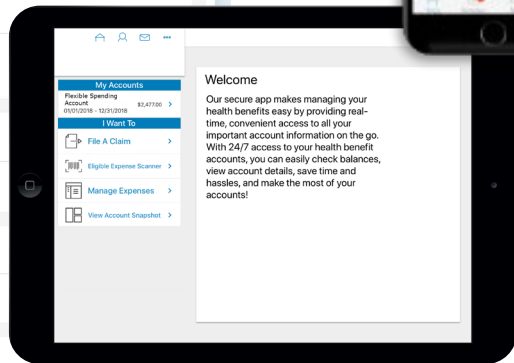 My Accounts
Flexible Spending
Account $2,477.00
01/01/2016 - 12/31/2016
I Want To
File A Claim
Eligible Expense Scanner
Manage Expenses
View Account Snapshot
Welcome
Our secure app makes managing your
health benefits easy by providing real-
time, convenient access to all your
important account information on the go.
With 24/7 access to your health benefit
accounts, you can easily check balances,
view account details, save time and
hassles, and make the most of your
accounts!